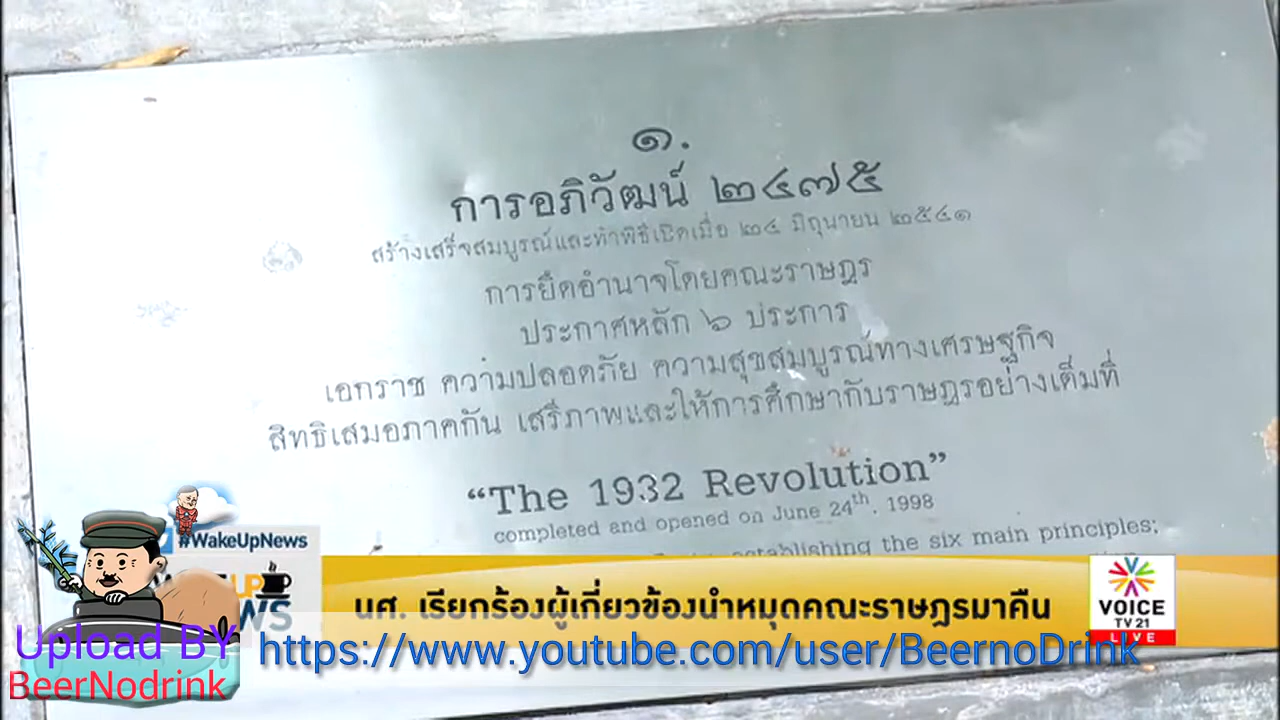 ๑.
การอภิวัฒน์ ๒๔๗๕
สร้างเสร็จสมบูรณ์และทำพิธีเปิดเมื่อ ๒๔ มิถุนายน ๒๕๔๑
การยึดอำนาจโดยคณะราษฎร
ประกาศหลัก ๖ ประการ
เอกราช ความปลอดภัย ความสุขสมบูรณ์ทางเศรษฐกิจ
สิทธิเสมอภาคกัน เสรีภาพและให้การศึกษากับราษฎรอย่างเต็มที่
“The 1932 Revolution”
completed and opened on June 24th, 1998
establishing the six main principles;
#WakeUpNews
นศ. เรียกร้องผู้เกี่ยวข้องนำหมุดคณะราษฎรมาคืน
VOICE
TV 21
LIVE
Upload BY
https://www.youtube.com/user/BeernoDrink
BeerNodrink